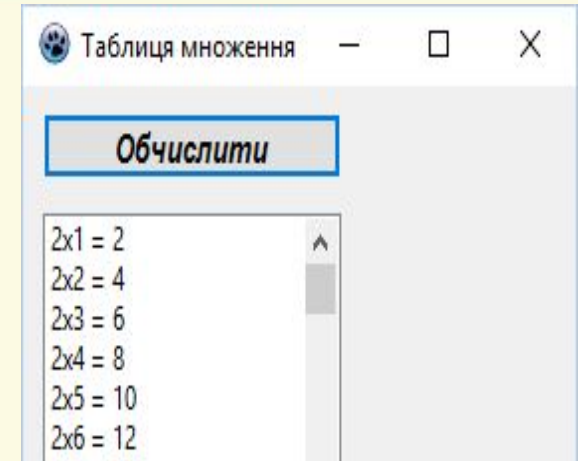 Таблиця множення
Обчислити
2x1 = 2
2x2 = 4
2x3 = 6
2x4 = 8
2x5 = 10
2x6 = 12